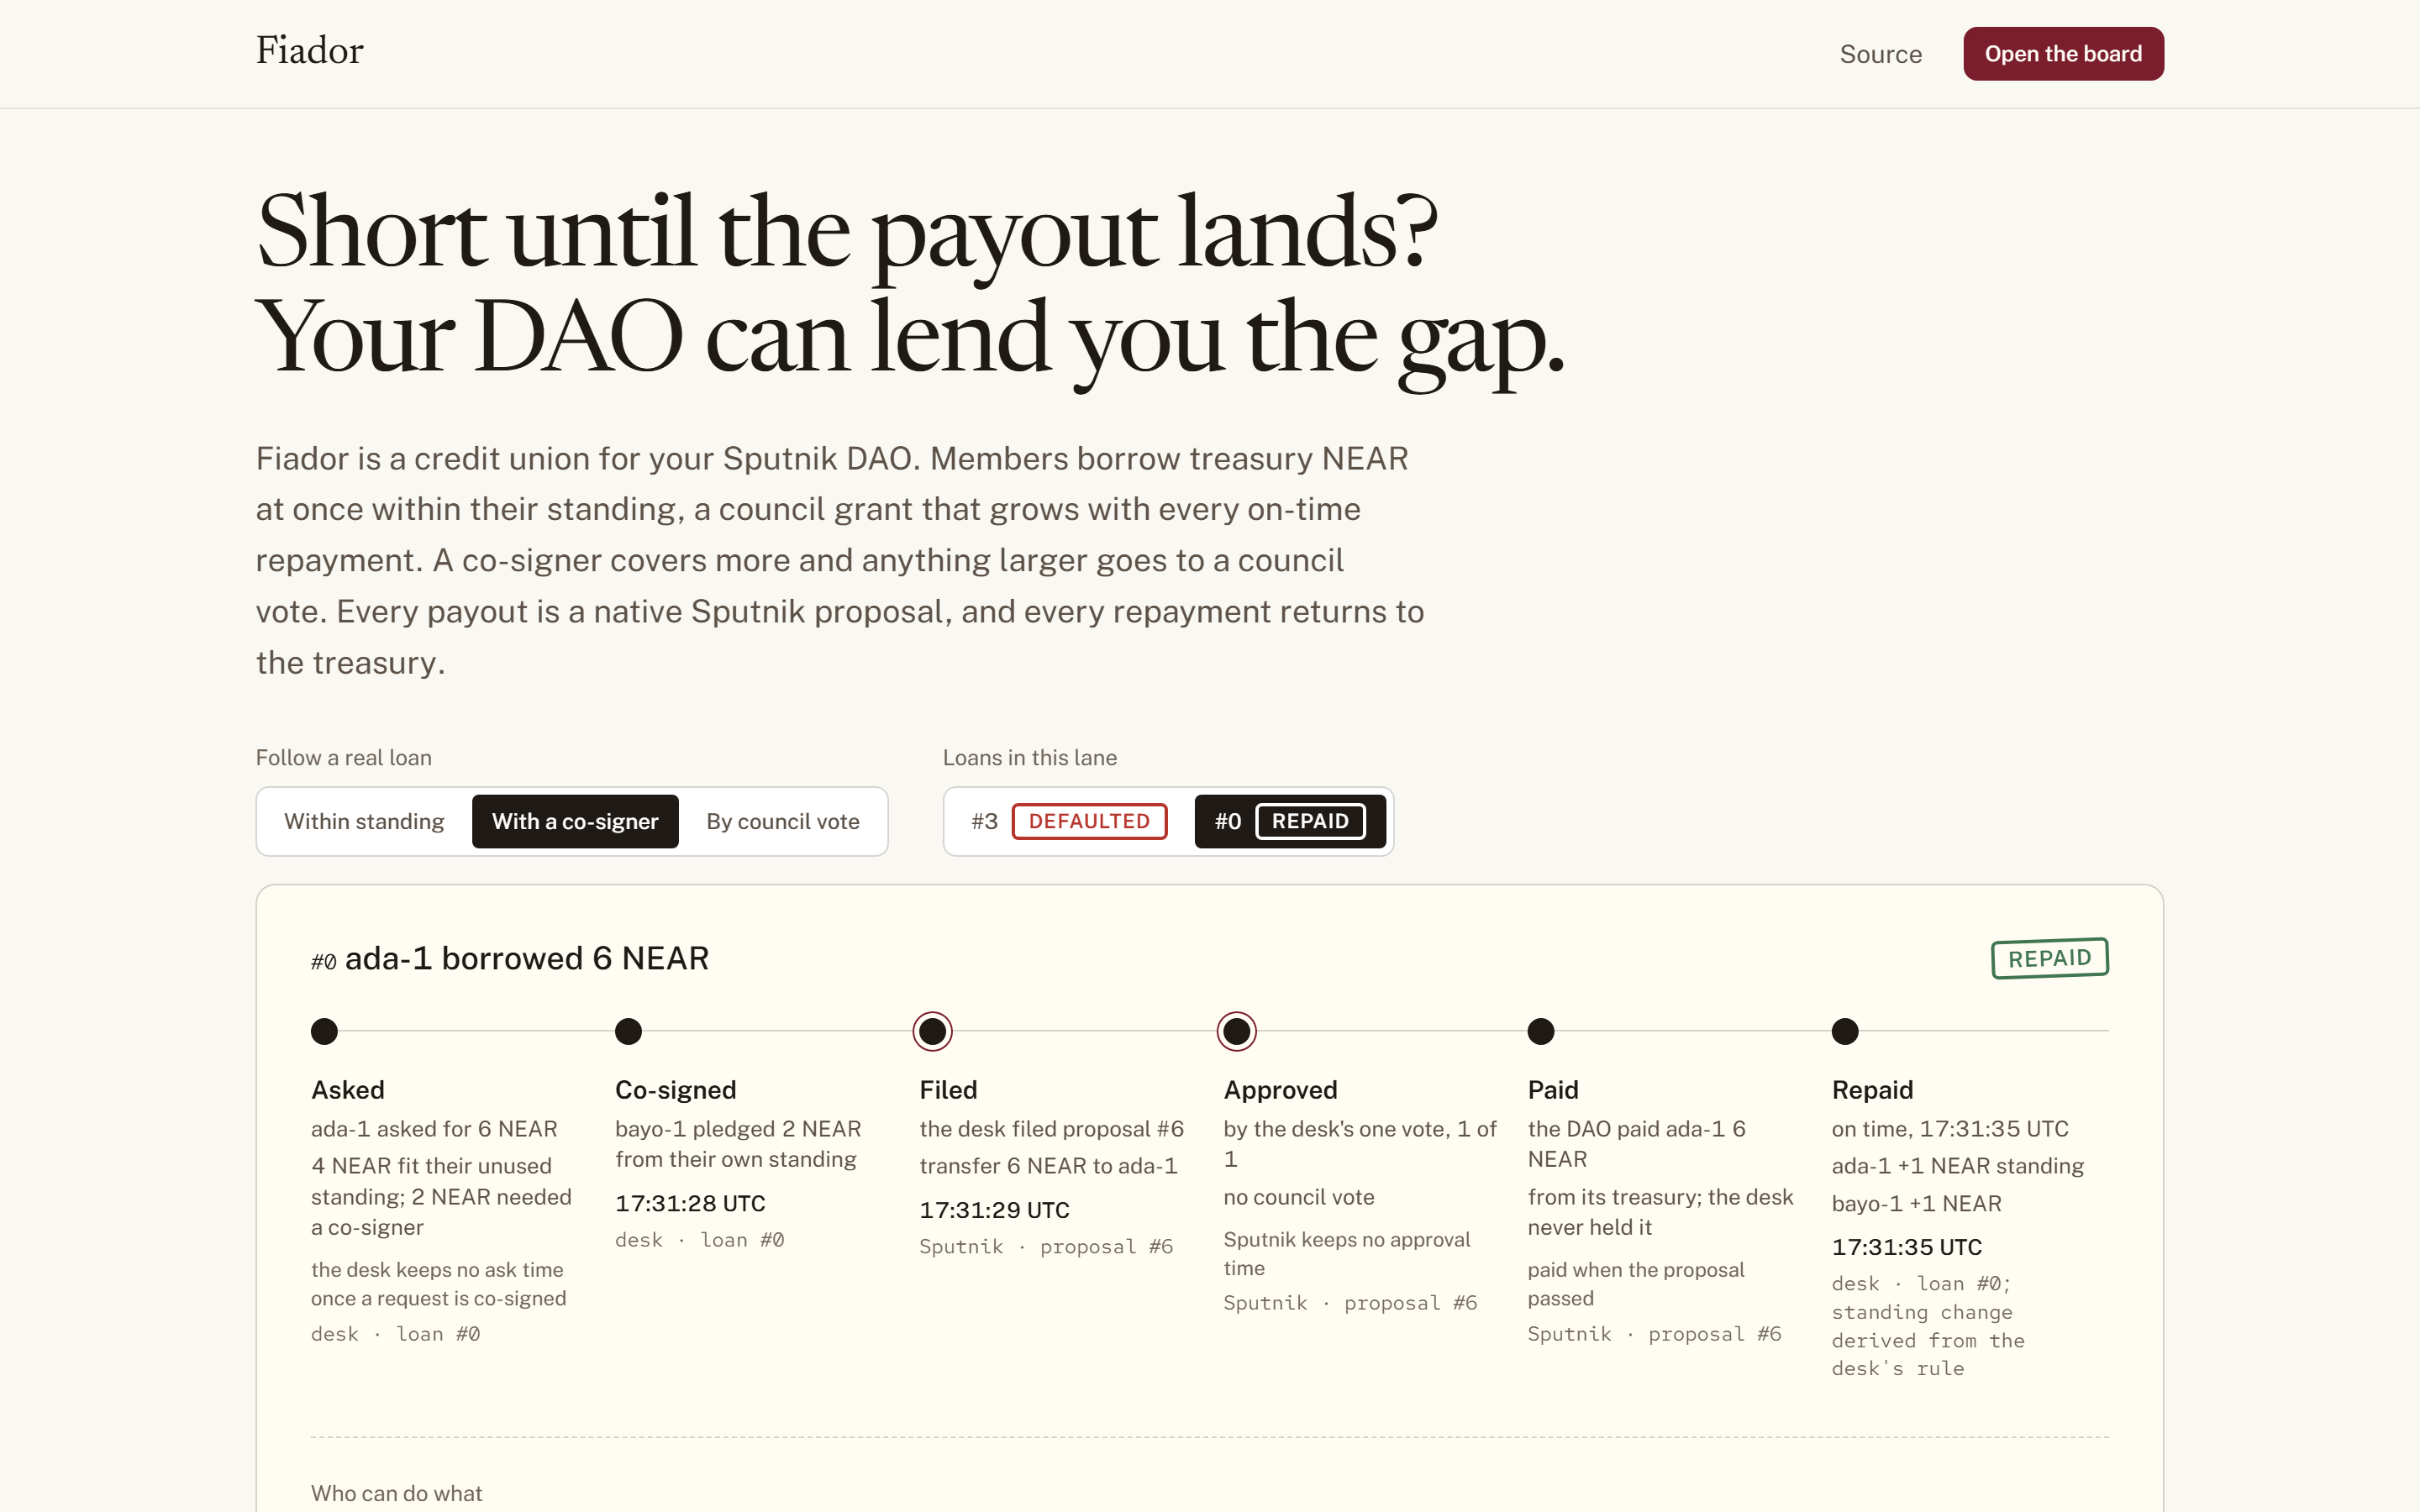 Fiador
Source
Open the board
Short until the payout lands?
Your DAO can lend you the gap.
Fiador is a credit union for your Sputnik DAO. Members borrow treasury NEAR
at once within their standing, a council grant that grows with every on-time
repayment. A co-signer covers more and anything larger goes to a council
vote. Every payout is a native Sputnik proposal, and every repayment returns to
the treasury.
Follow a real loan
Within standing
With a co-signer
By council vote
Loans in this lane
#3 DEFAULTED
#0 REPAID
#0 ada-1 borrowed 6 NEAR
REPAID
Asked
ada-1 asked for 6 NEAR
4 NEAR fit their unused
standing; 2 NEAR needed
a co-signer
the desk keeps no ask time
once a request is co-signed
desk · loan #0
Co-signed
bayo-1 pledged 2 NEAR
from their own standing
17:31:28 UTC
desk · loan #0
Filed
the desk filed proposal #6
transfer 6 NEAR to ada-1
17:31:29 UTC
Sputnik · proposal #6
Approved
by the desk's one vote, 1 of
1
no council vote
Sputnik keeps no approval
time
Sputnik · proposal #6
Paid
the DAO paid ada-1 6
NEAR
from its treasury; the desk
never held it
paid when the proposal
passed
Sputnik · proposal #6
Repaid
on time, 17:31:35 UTC
ada-1 +1 NEAR standing
bayo-1 +1 NEAR
17:31:35 UTC
desk · loan #0;
standing change
derived from the
desk's rule
Who can do what